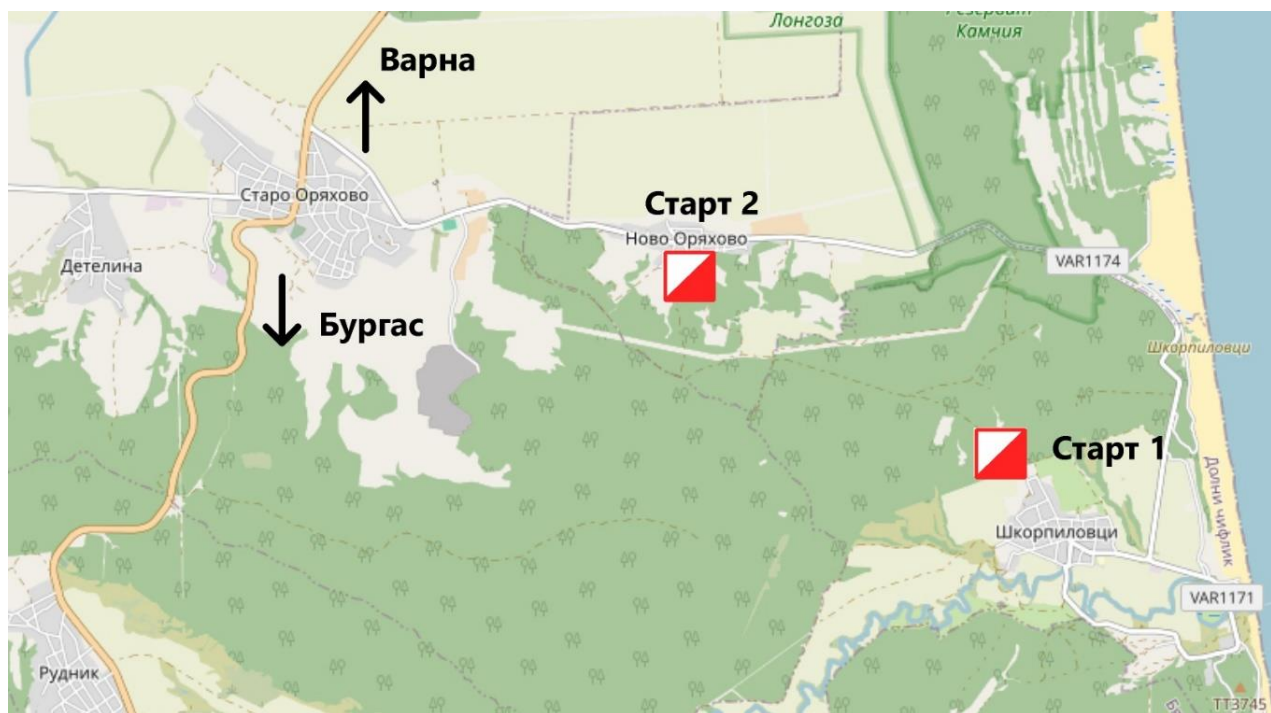 Лонгоза
Резерват
Камчия
Варна
Старо Оряхово
Старт 2
Ново Оряхово
VAR1174
Детелина
Бургас
Шкорпиловци
Старт 1
Долни чифлик
Шкорпиловци
VAR1171
Рудник
TT3745